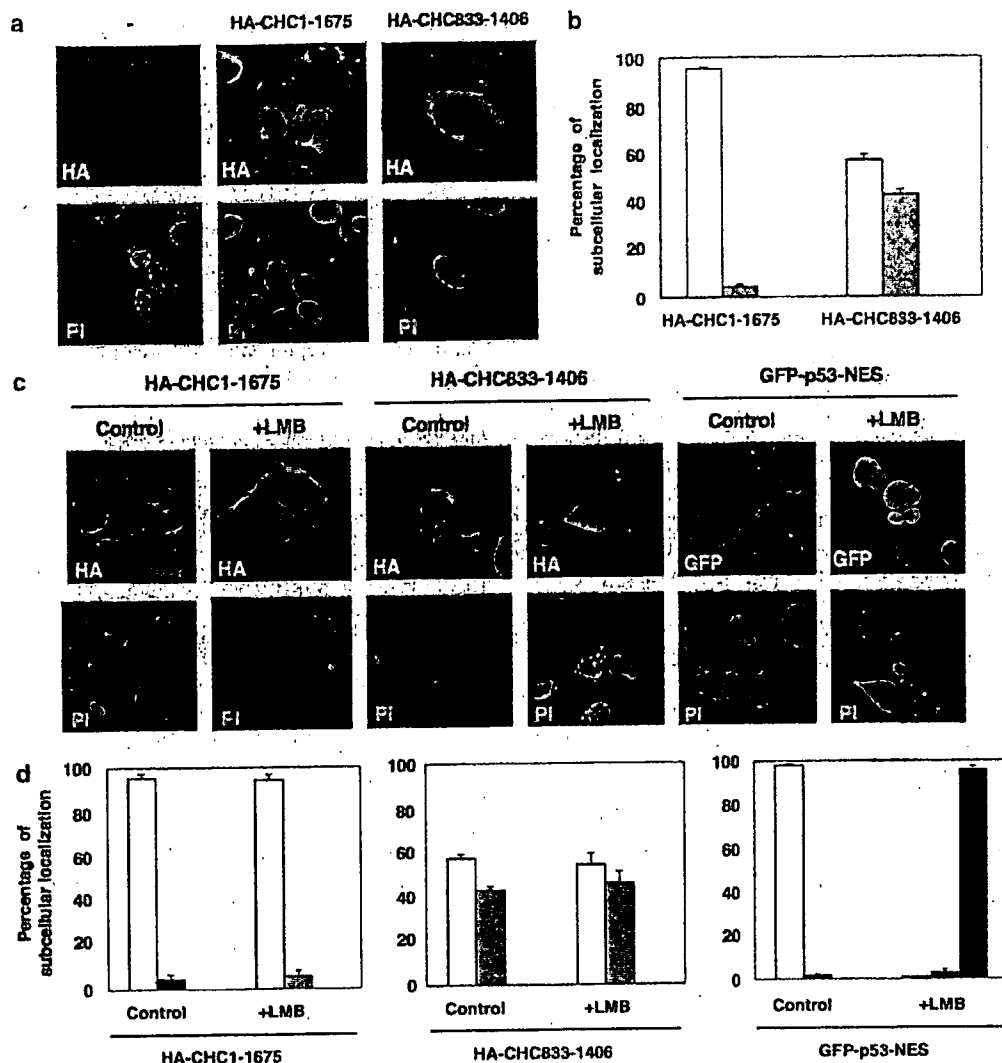 a
-
HA-CHC1-1675
HA-CHC833-1406
HA
HA
HA
PI
PI
PI
b
Percentage of
subcellular localization
100
80
60
40
20
0
HA-CHC1-1675
HA-CHC833-1406
c
HA-CHC1-1675
HA-CHC833-1406
GFP-p53-NES
Control
+LMB
Control
+LMB
Control
+LMB
HA
HA
HA
HA
GFP
GFP
PI
PI
PI
PI
PI
PI
d
Percentage of
subcellular localization
100
80
60
40
20
0
Control
+LMB
HA-CHC1-1675
100
80
60
40
20
0
Control
+LMB
HA-CHC833-1406
100
80
60
40
20
0
Control
+LMB
GFP-p53-NES